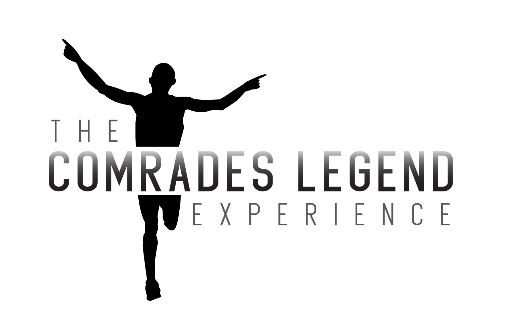 THE
COMRADES LEGEND
EXPERIENCE